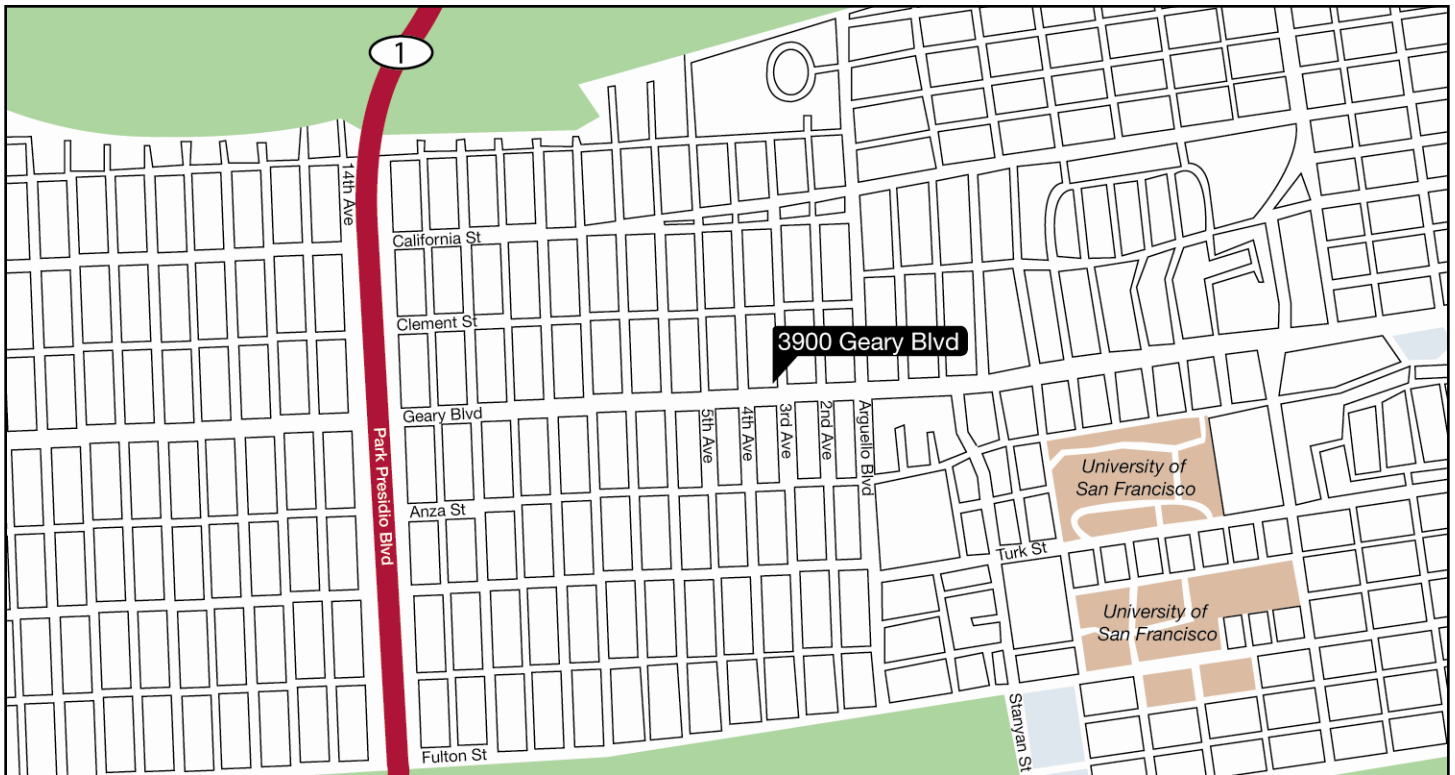 1
14th Ave
California St
Clement St
3900 Geary Blvd
Geary Blvd
5th Ave
4th Ave
3rd Ave
2nd Ave
Arguello Blvd
Park Presidio Blvd
University of
San Francisco
Anza St
Turk St
University of
San Francisco
Stanyan St
Fulton St